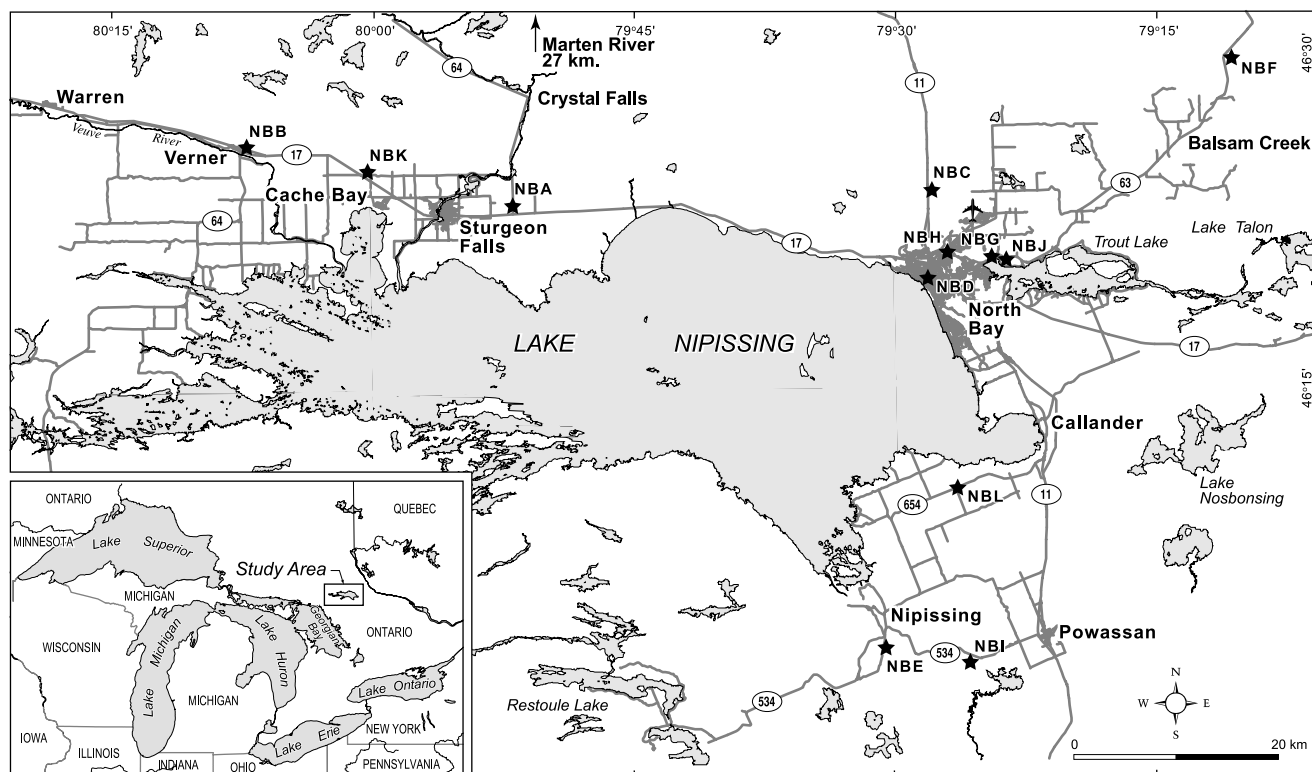 80°15'
80°00'
79°45'
79°30'
79°15'
46°30'
46°15'
Marten River
27 km.
64
11
NBF
Warren
Crystal Falls
Veuve
River
NBB
Verner
17
NBK
Balsam Creek
Cache Bay
NBA
NBC
63
64
Sturgeon
Falls
17
NBH
NBG
NBJ
Trout Lake
Lake Talon
NBD
North
Bay
LAKE NIPISSING
17
Callander
Lake
Nosbonsing
654
NBL
11
Nipissing
Powassan
NBE
534
NBI
Restoule Lake
534
N
W
E
S
0
20 km
ONTARIO
QUEBEC
MINNESOTA
Lake Superior
Study Area
MICHIGAN
Georgian
Bay
ONTARIO
WISCONSIN
Lake Michigan
Lake Huron
MICHIGAN
Lake Ontario
NEW YORK
IOWA
Lake Erie
ILLINOIS
INDIANA
OHIO
PENNSYLVANIA